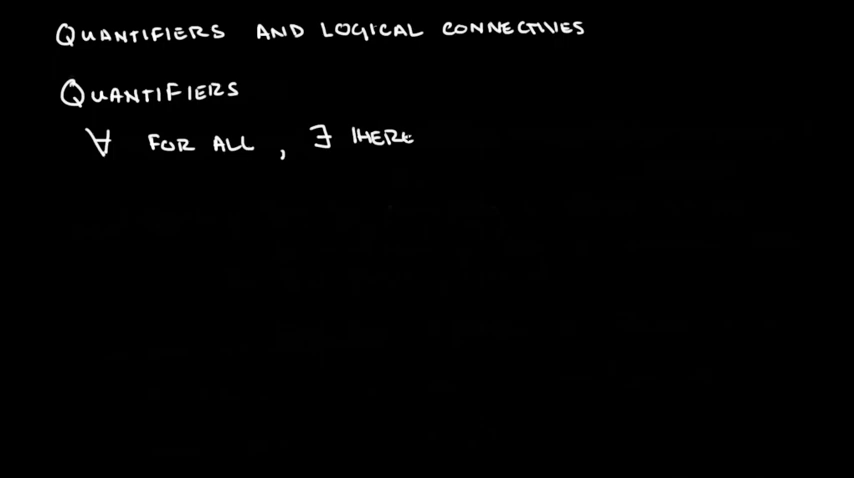 QUANTIFIERS AND LOGICAL CONNECTIVES
QUANTIFIERS
∀ FOR ALL , ∃ THERE